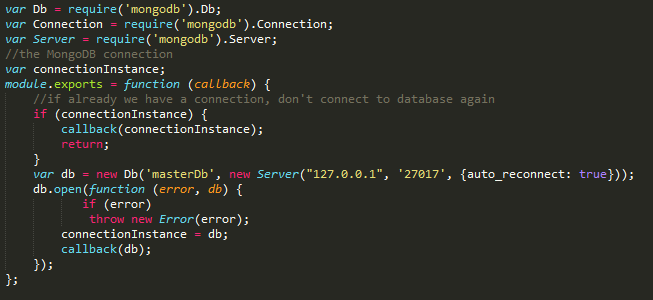 var Db = require('mongodb').Db;
var Connection = require('mongodb').Connection;
var Server = require('mongodb').Server;
//the MongoDB connection
var connectionInstance;
module.exports = function (callback) {
    //if already we have a connection, don't connect to database again
    if (connectionInstance) {
        callback(connectionInstance);
        return;
    }
    var db = new Db('masterDb', new Server("127.0.0.1", '27017', {auto_reconnect: true}));
    db.open(function (error, db) {
           if (error)
            throw new Error(error);
        connectionInstance = db;
        callback(db);
    });
};